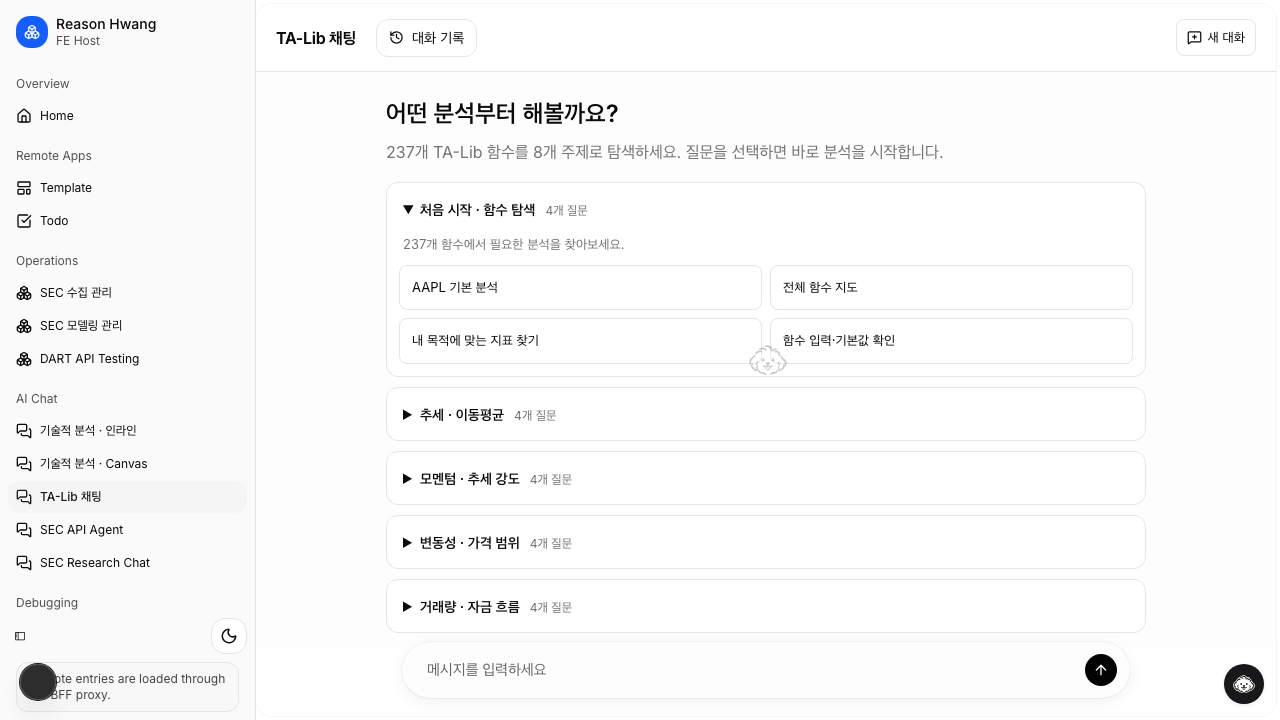 Reason Hwang
FE Host
Overview
Home
Remote Apps
Template
Todo
Operations
SEC 수집 관리
SEC 모델링 관리
DART API Testing
AI Chat
기술적 분석 · 인라인
기술적 분석 · Canvas
TA-Lib 채팅
SEC API Agent
SEC Research Chat
Debugging
entries are loaded through
BFF proxy.
TA-Lib 채팅
대화 기록
새 대화
어떤 분석부터 해볼까요?
237개 TA-Lib 함수를 8개 주제로 탐색하세요. 질문을 선택하면 바로 분석을 시작합니다.
▼ 처음 시작 · 함수 탐색 4개 질문
237개 함수에서 필요한 분석을 찾아보세요.
AAPL 기본 분석
전체 함수 지도
내 목적에 맞는 지표 찾기
함수 입력·기본값 확인
▶ 추세 · 이동평균 4개 질문
▶ 모멘텀 · 추세 강도 4개 질문
▶ 변동성 · 가격 범위 4개 질문
▶ 거래량 · 자금 흐름 4개 질문
메시지를 입력하세요